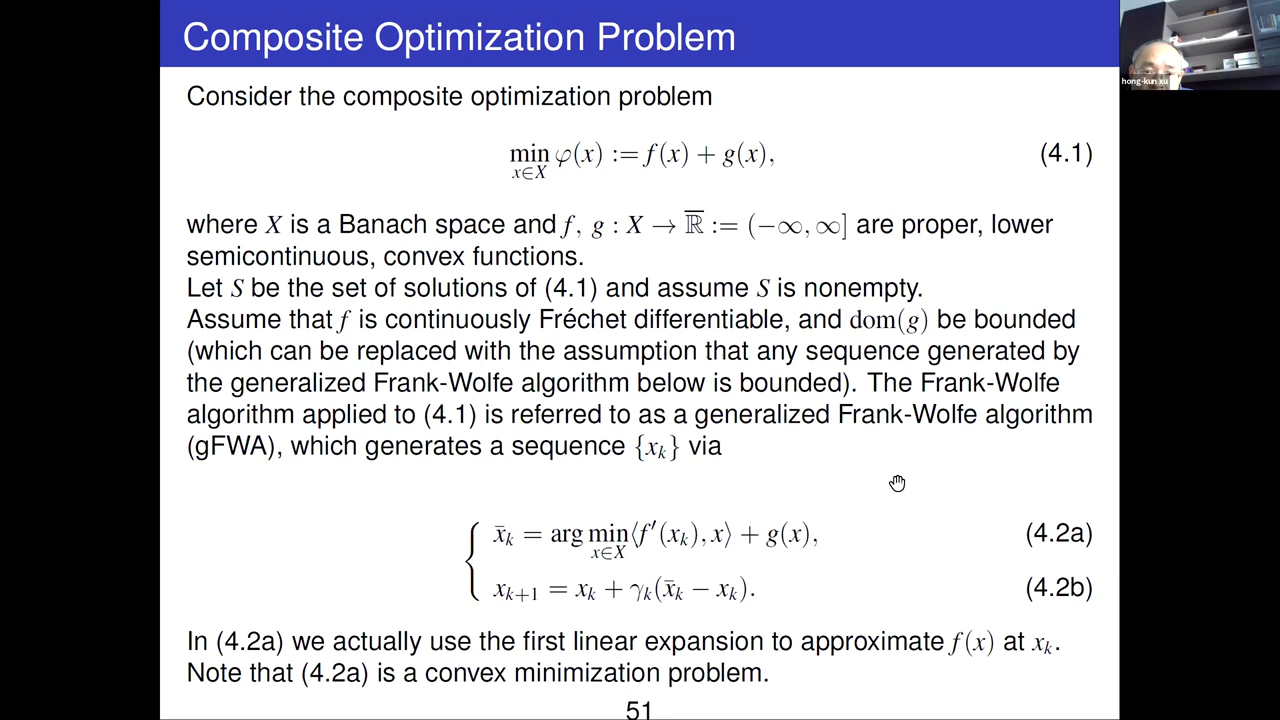 Composite Optimization Problem
hong-kun xu
Consider the composite optimization problem
min_{x∈X} φ(x) := f(x) + g(x), (4.1)
where X is a Banach space and f, g : X → ℝ̅ := (−∞, ∞] are proper, lower
semicontinuous, convex functions.
Let S be the set of solutions of (4.1) and assume S is nonempty.
Assume that f is continuously Fréchet differentiable, and dom(g) be bounded
(which can be replaced with the assumption that any sequence generated by
the generalized Frank-Wolfe algorithm below is bounded). The Frank-Wolfe
algorithm applied to (4.1) is referred to as a generalized Frank-Wolfe algorithm
(gFWA), which generates a sequence {x_k} via
x̄_k = arg min_{x∈X} ⟨f′(x_k), x⟩ + g(x), (4.2a)
x_{k+1} = x_k + γ_k(x̄_k − x_k). (4.2b)
In (4.2a) we actually use the first linear expansion to approximate f(x) at x_k.
Note that (4.2a) is a convex minimization problem.
51